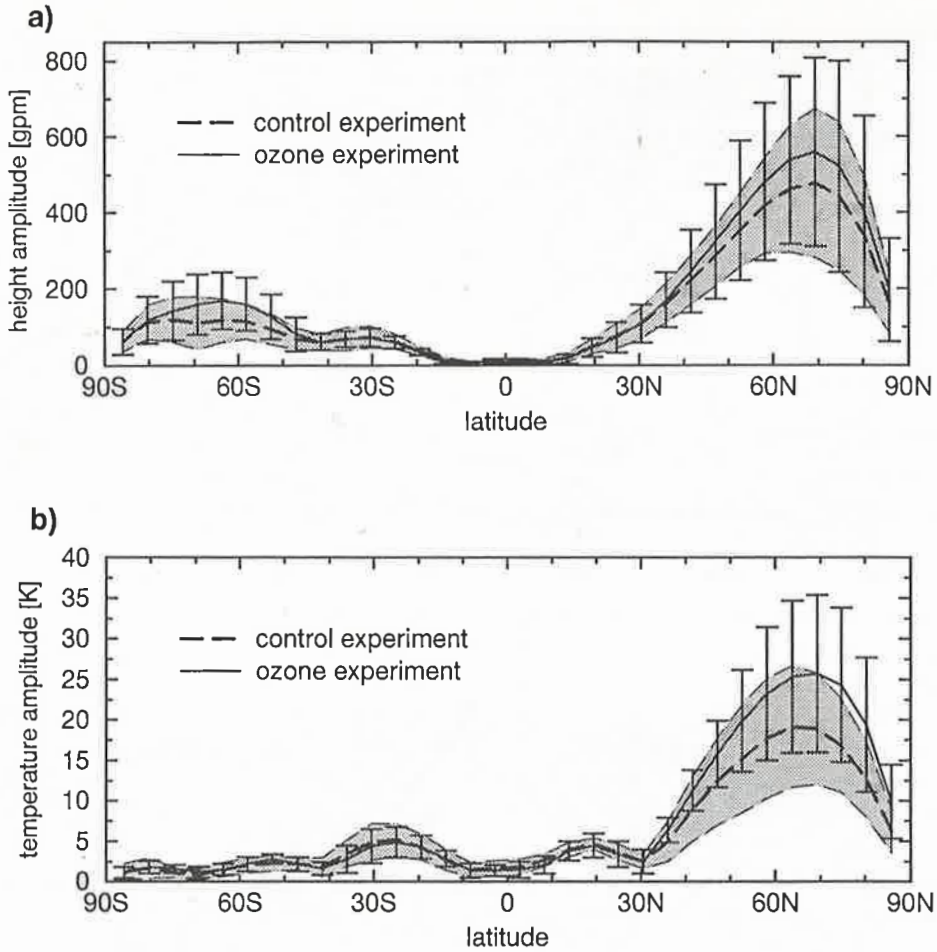 a)
height amplitude [gpm]
800
600
400
200
0
control experiment
ozone experiment
90S 60S 30S 0 30N 60N 90N
latitude
b)
temperature amplitude [K]
40
35
30
25
20
15
10
5
0
control experiment
ozone experiment
90S 60S 30S 0 30N 60N 90N
latitude